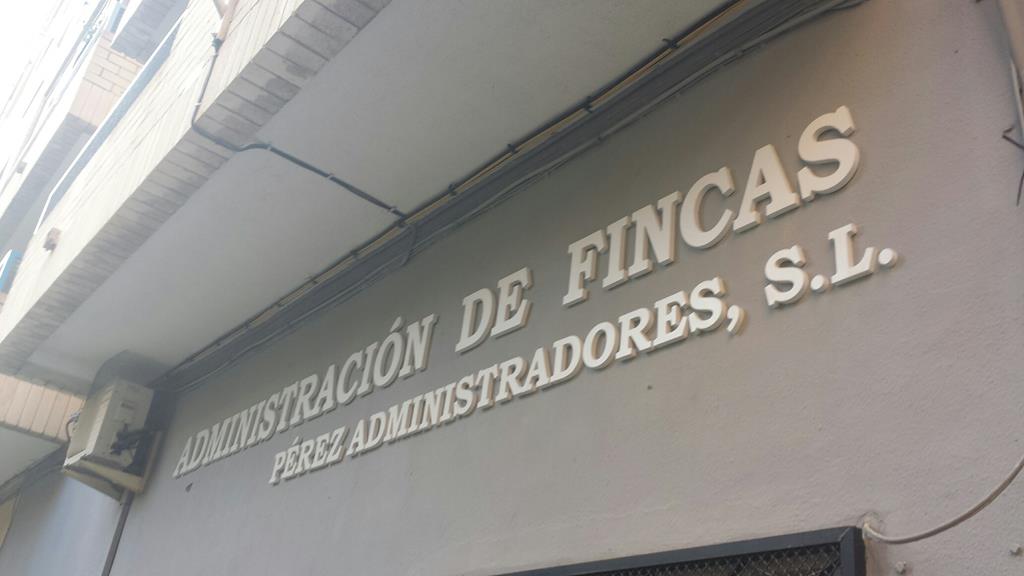 ADMINISTRACIÓN DE FINCAS
PÉREZ ADMINISTRADORES, S.L.